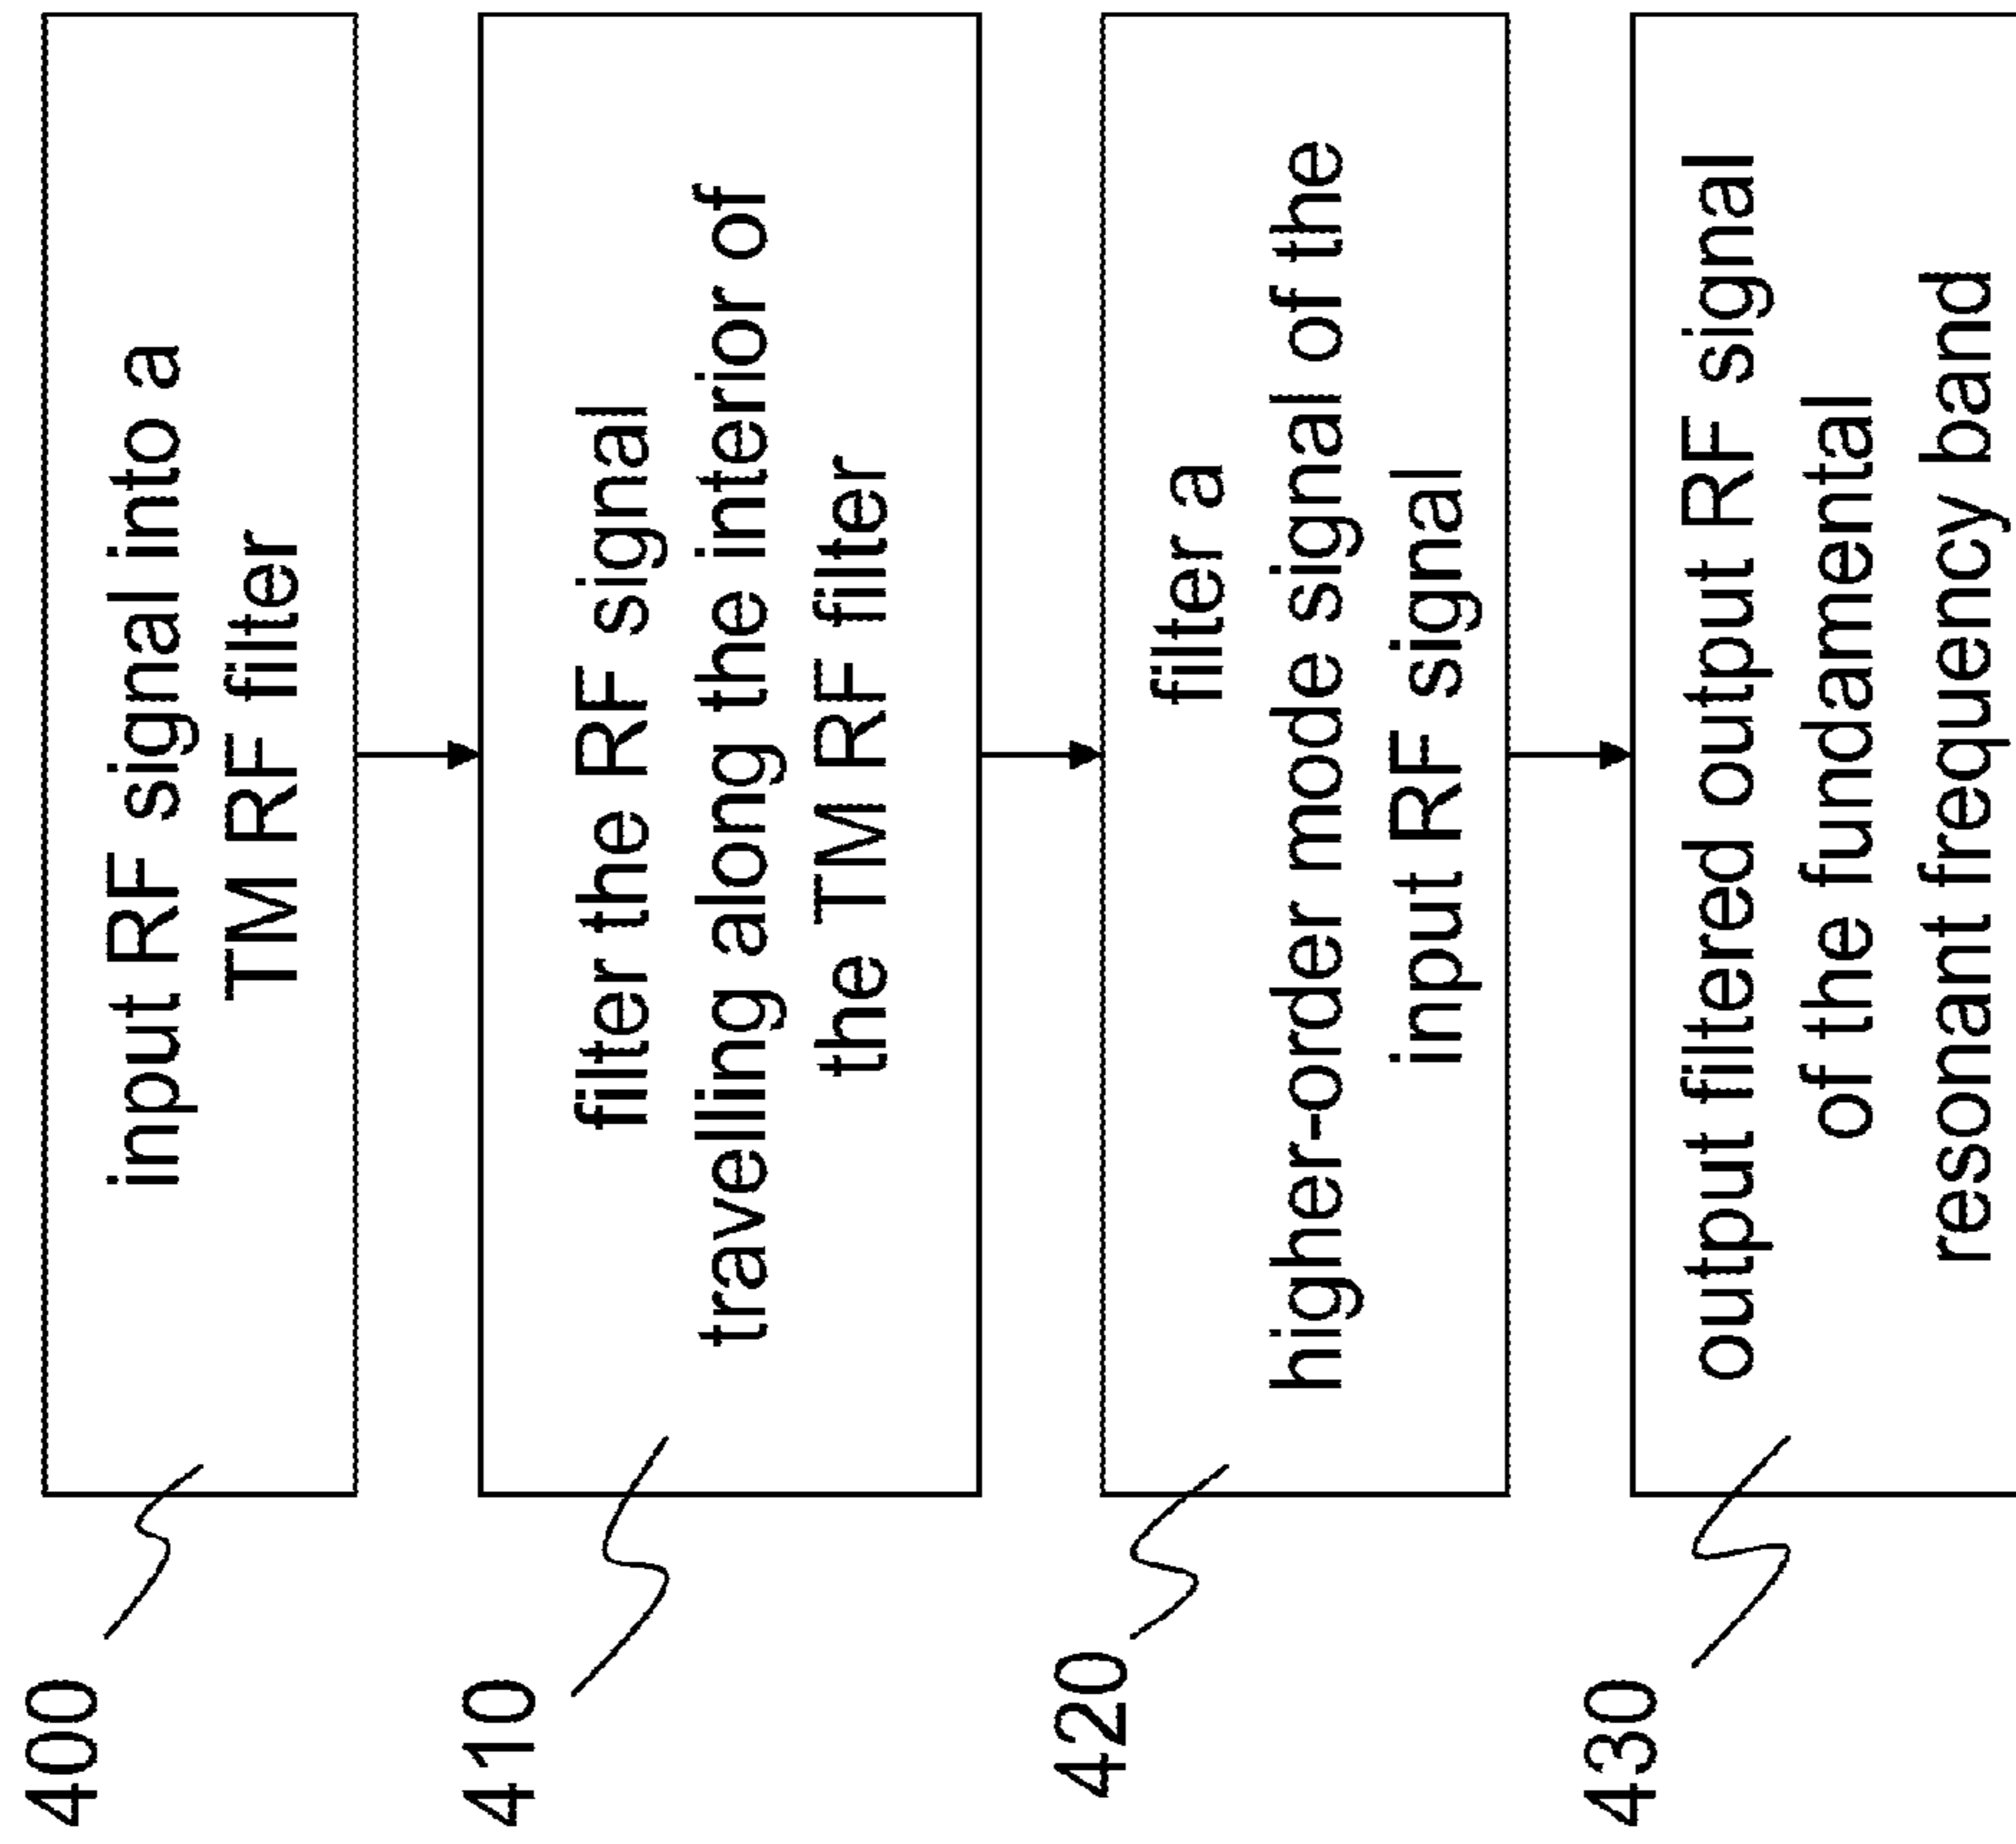 400
input RF signal into a
TM RF filter
410
filter the RF signal
travelling along the interior of
the TM RF filter
420
filter a
higher-order mode signal of the
input RF signal
430
output filtered output RF signal
of the fundamental
resonant frequency band